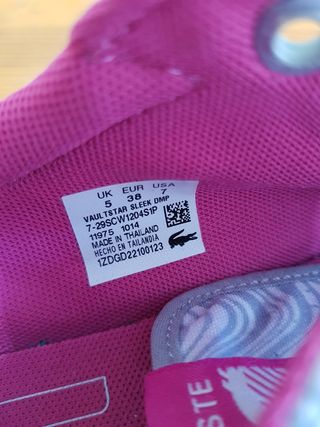 UK EUR USA
5 38 7
VAULTSTAR SLEEK DMP
7-29SCW1204S1P
11975 1014
MADE IN THAILAND
HECHO EN TAILANDIA
1ZDGD22100123
STE